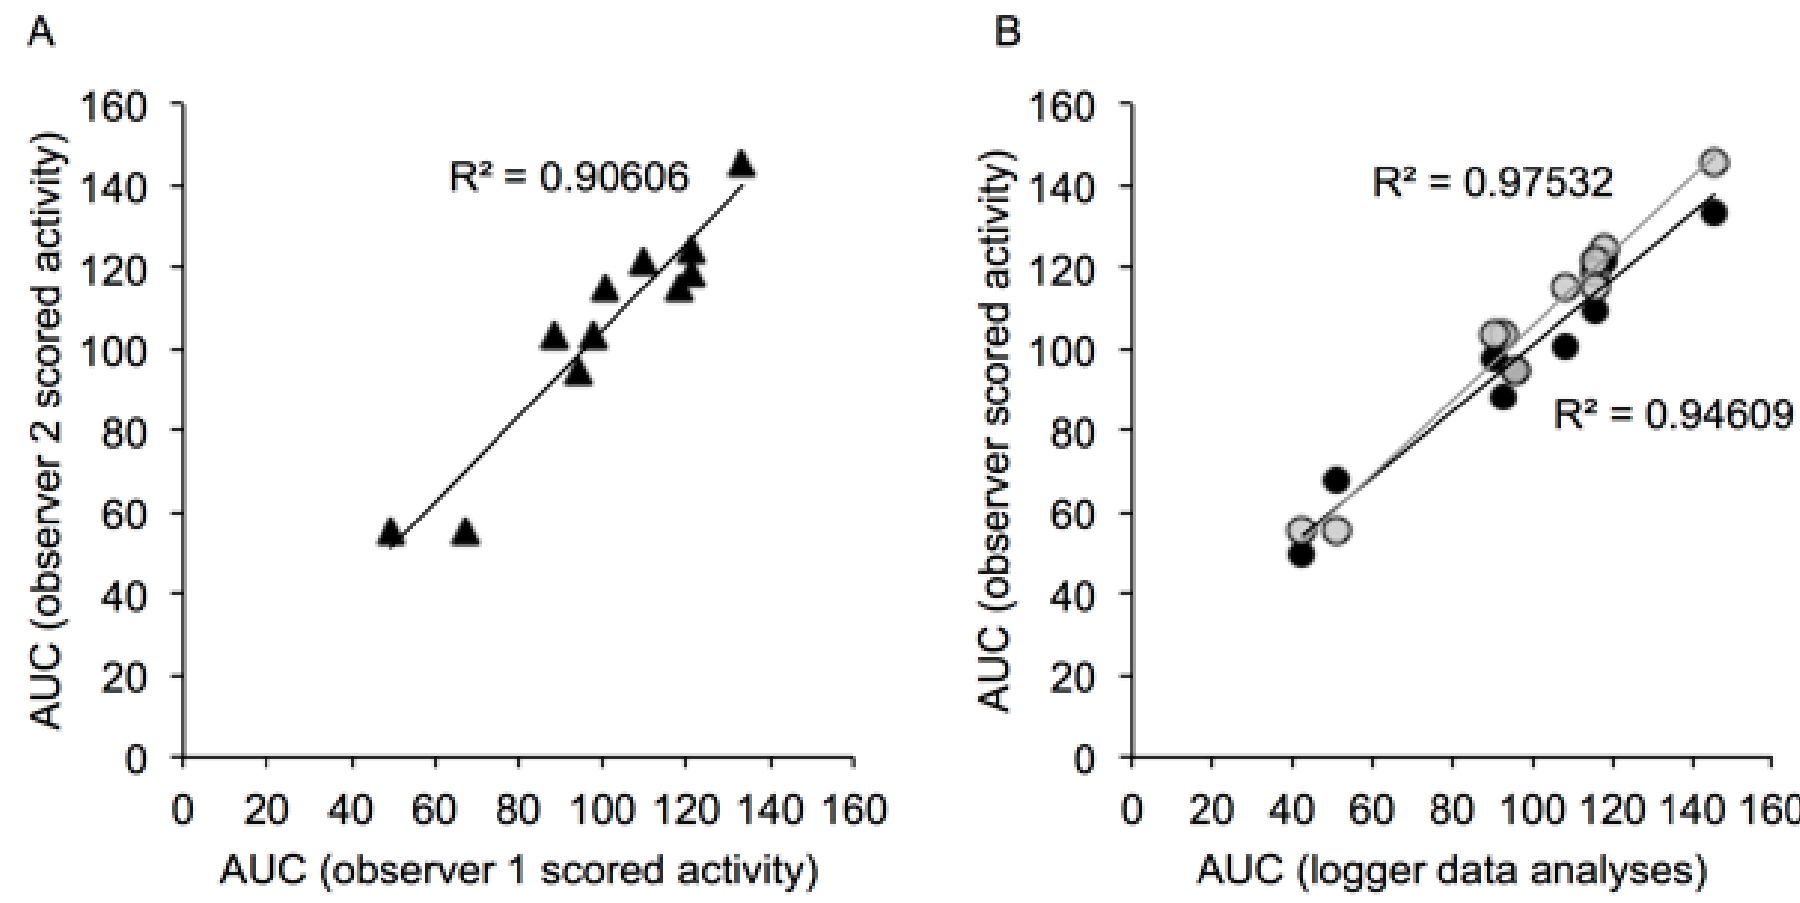 A
160
140
120
100
80
60
40
20
0
R² = 0.90606
AUC (observer 2 scored activity)
0 20 40 60 80 100 120 140 160
AUC (observer 1 scored activity)
B
160
140
120
100
80
60
40
20
0
R² = 0.97532
R² = 0.94609
AUC (observer scored activity)
0 20 40 60 80 100 120 140 160
AUC (logger data analyses)